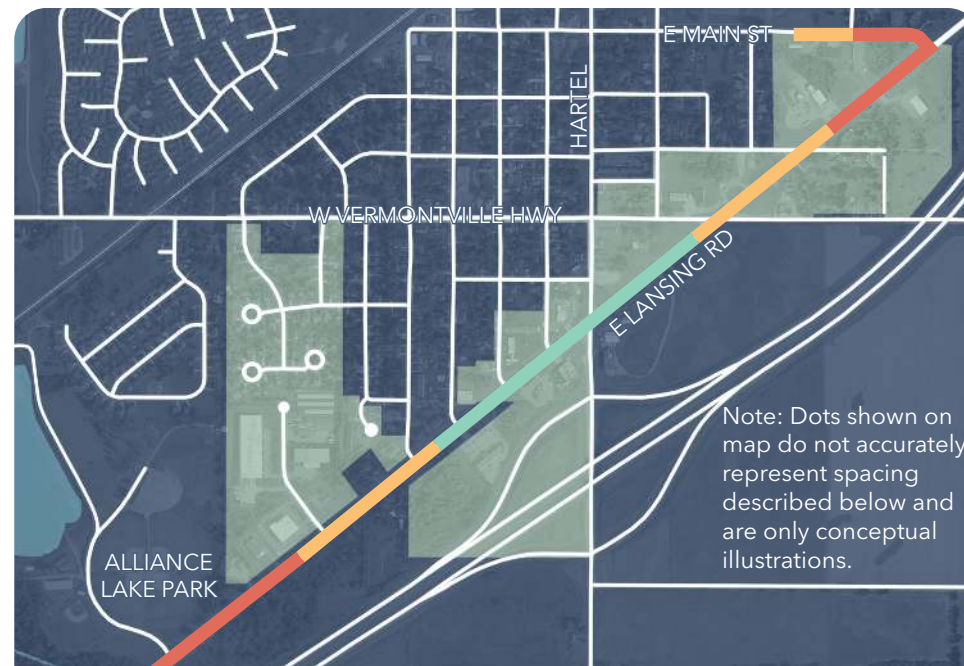 E MAIN ST
HARTEL
W VERMONTVILLE HWY
E LANSING RD
Note: Dots shown on
map do not accurately
represent spacing
described below and
are only conceptual
illustrations.
ALLIANCE
LAKE PARK